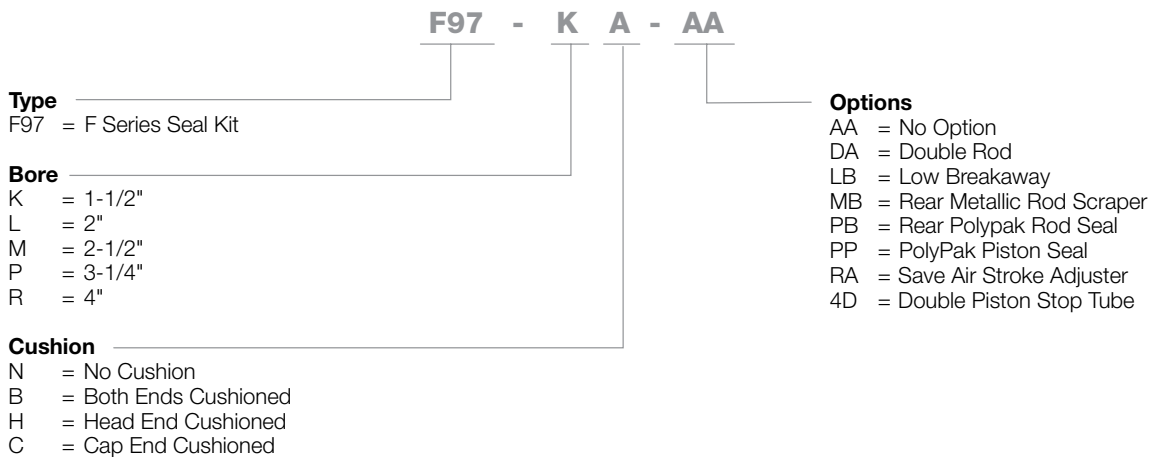 F97 - K A - AA
Type
F97 = F Series Seal Kit
Bore
K = 1-1/2"
L = 2"
M = 2-1/2"
P = 3-1/4"
R = 4"
Cushion
N = No Cushion
B = Both Ends Cushioned
H = Head End Cushioned
C = Cap End Cushioned
Options
AA = No Option
DA = Double Rod
LB = Low Breakaway
MB = Rear Metallic Rod Scraper
PB = Rear Polypak Rod Seal
PP = PolyPak Piston Seal
RA = Save Air Stroke Adjuster
4D = Double Piston Stop Tube